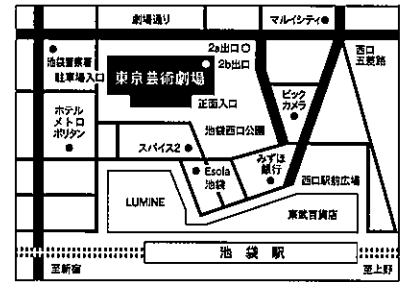 劇場通り
マルイシティ
2a出口
2b出口
西口
五差路
池袋警察署
駐車場入口
東京芸術劇場
正面入口
ビック
カメラ
ホテル
メトロ
ポリタン
池袋西口公園
スパイス2
みずほ
銀行
Esola
池袋
西口駅前広場
LUMINE
東武百貨店
池袋駅
至新宿
至上野